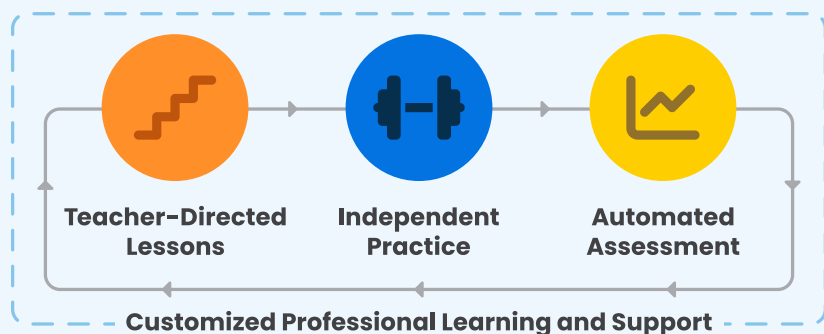 Teacher-Directed
Lessons
Independent
Practice
Automated
Assessment
Customized Professional Learning and Support